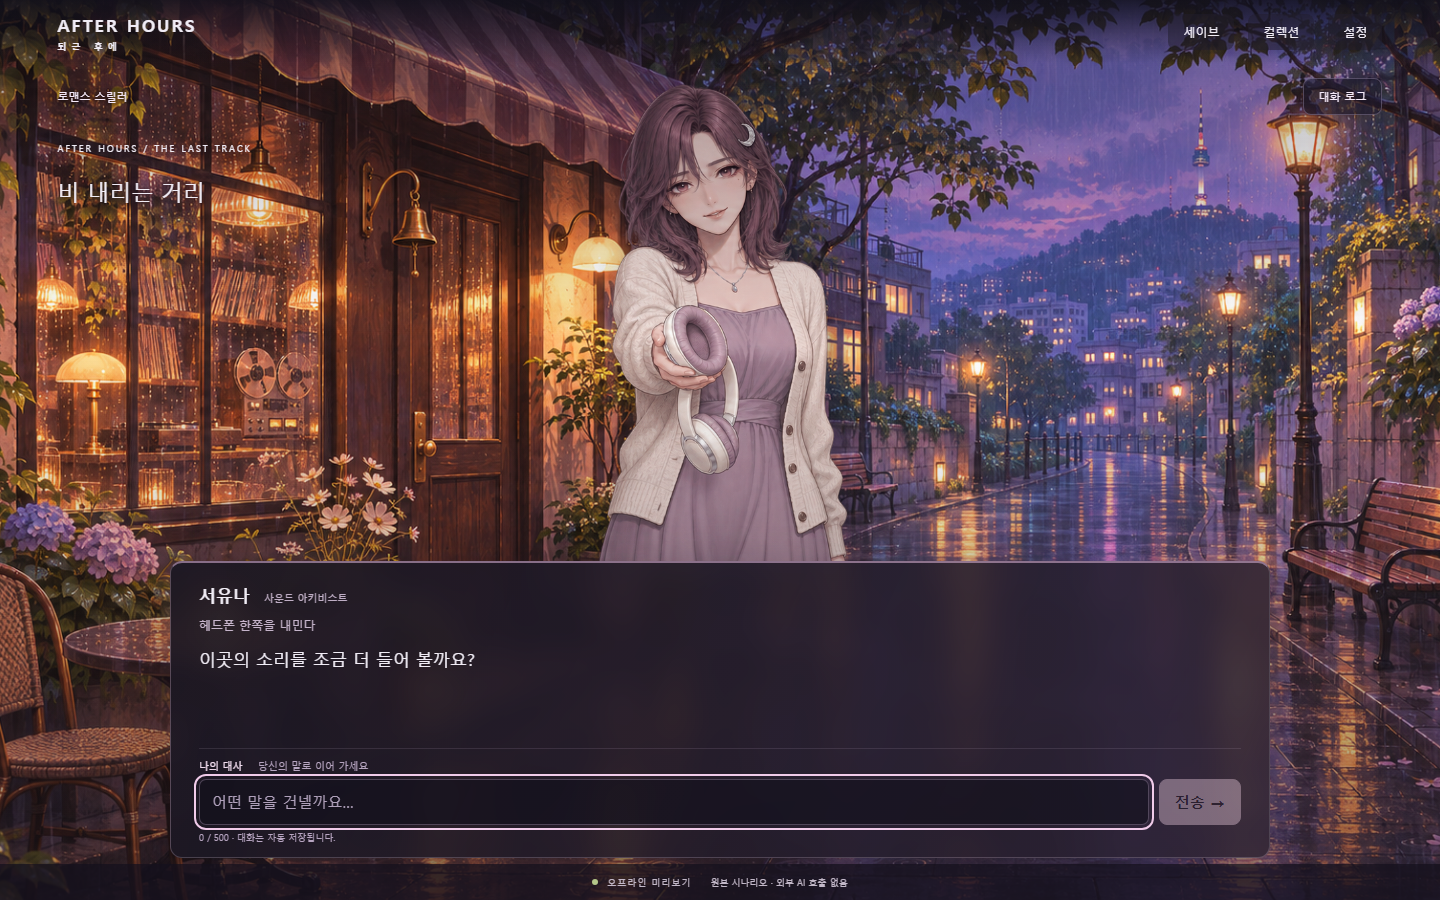 AFTER HOURS
퇴근 후에
세이브 컬렉션 설정
로맨스 스릴러
대화 로그
AFTER HOURS / THE LAST TRACK
비 내리는 거리
서유나 사운드 아키비스트
헤드폰 한쪽을 내민다
이곳의 소리를 조금 더 들어 볼까요?
나의 대사 당신의 말로 이어 가세요
어떤 말을 건넬까요...
전송 →
0 / 500 · 대화는 자동 저장됩니다.
오프라인 미리보기 원본 시나리오 · 외부 AI 호출 없음